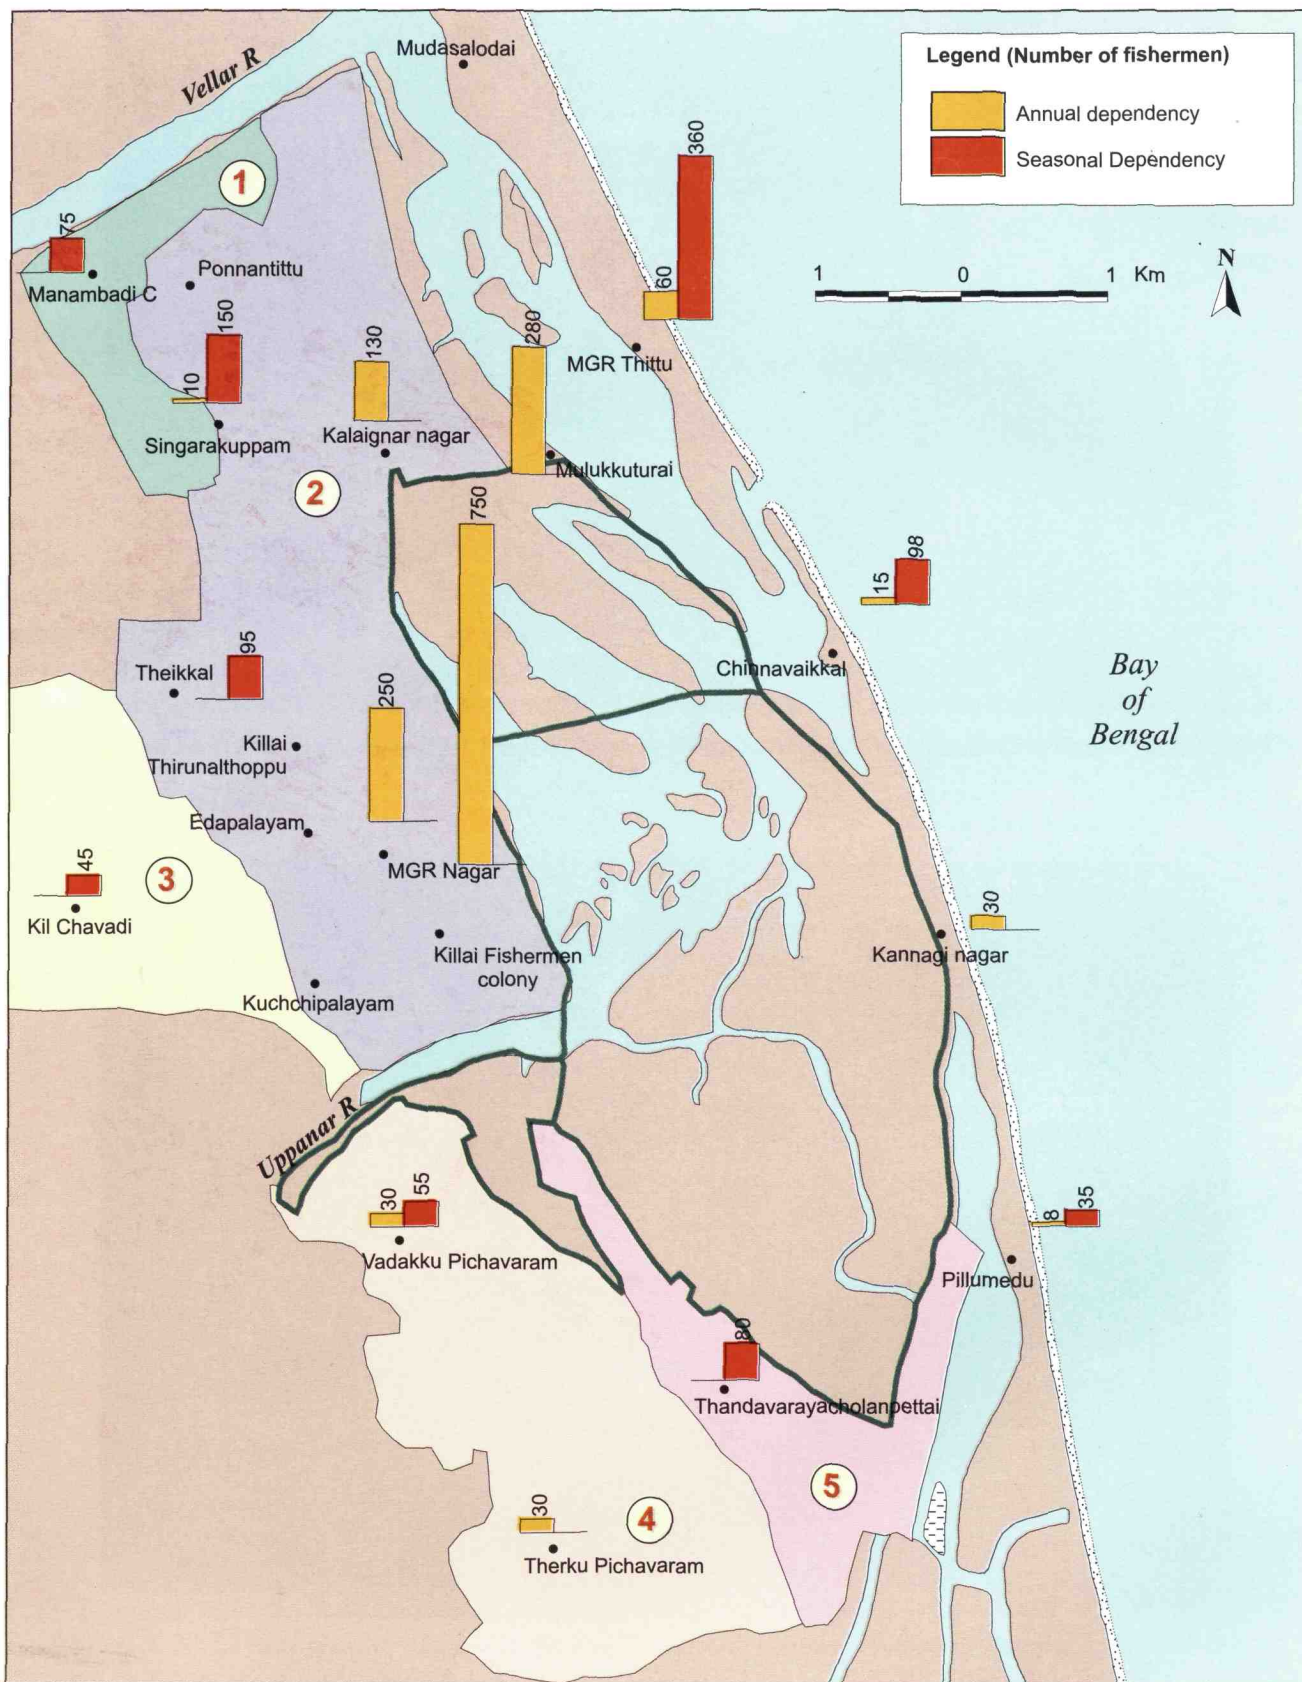 Mudasalodai
Vellar R
Legend (Number of fishermen)
Annual dependency
Seasonal Dependency
360
60
1
75
Manambadi C
Ponnantittu
1 0 1 Km
N
150
10
130
280
MGR Thittu
Singarakuppam
Kalaignar nagar
Mulukkuturai
2
750
15
98
Theikkal
95
Chinnavaikkal
Bay
of
Bengal
250
Killai
Thirunalthoppu
Edapalayam
MGR Nagar
45
3
Kil Chavadi
30
Kannagi nagar
Killai Fishermen
colony
Kuchchipalayam
Uppanar R
30
55
Vadakku Pichavaram
8
35
Pillumedu
80
Thandavarayacholanpettai
5
30
4
Therku Pichavaram